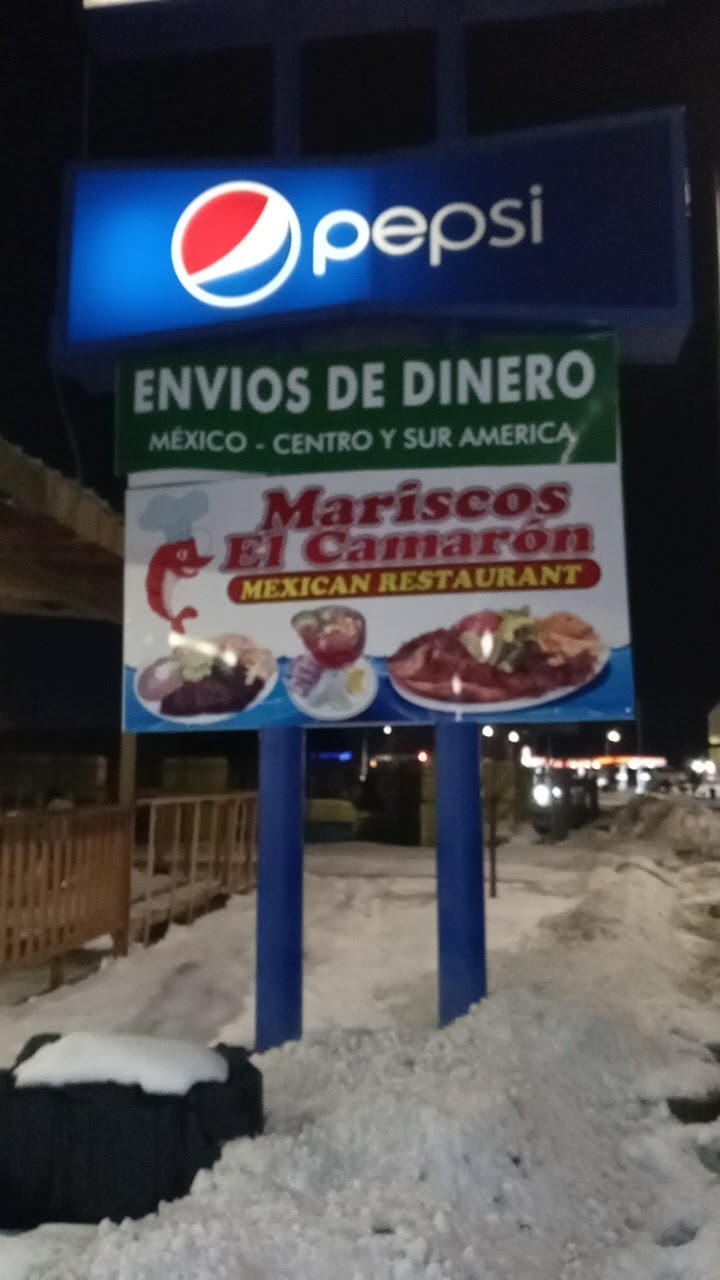 pepsi
ENVIOS DE DINERO
MÉXICO - CENTRO Y SUR AMERICA
Mariscos
El Camarón
MEXICAN RESTAURANT